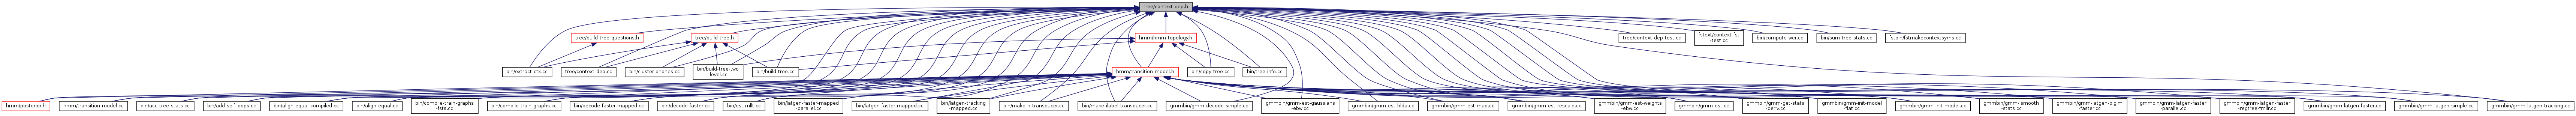 tree/context-dep.h
tree/build-tree-questions.h
tree/build-tree.h
hmm/hmm-topology.h
tree/context-dep-test.cc
fstext/context-fst
-test.cc
bin/compute-wer.cc
bin/sum-tree-stats.cc
fstbin/fstmakecontextsyms.cc
bin/extract-ctx.cc
tree/context-dep.cc
bin/cluster-phones.cc
bin/build-tree-two
-level.cc
bin/build-tree.cc
hmm/transition-model.h
bin/copy-tree.cc
bin/tree-info.cc
hmm/posterior.h
hmm/transition-model.cc
bin/acc-tree-stats.cc
bin/add-self-loops.cc
bin/align-equal-compiled.cc
bin/align-equal.cc
bin/compile-train-graphs
-fsts.cc
bin/compile-train-graphs.cc
bin/decode-faster-mapped.cc
bin/decode-faster.cc
bin/est-mllt.cc
bin/latgen-faster-mapped
-parallel.cc
bin/latgen-faster-mapped.cc
bin/latgen-tracking
-mapped.cc
bin/make-h-transducer.cc
bin/make-ilabel-transducer.cc
gmmbin/gmm-decode-simple.cc
gmmbin/gmm-est-gaussians
-ebw.cc
gmmbin/gmm-est-hlda.cc
gmmbin/gmm-est-map.cc
gmmbin/gmm-est-rescale.cc
gmmbin/gmm-est-weights
-ebw.cc
gmmbin/gmm-est.cc
gmmbin/gmm-get-stats
-deriv.cc
gmmbin/gmm-init-model
-flat.cc
gmmbin/gmm-init-model.cc
gmmbin/gmm-ismooth
-stats.cc
gmmbin/gmm-latgen-biglm
-faster.cc
gmmbin/gmm-latgen-faster
-parallel.cc
gmmbin/gmm-latgen-faster
-regtree-fmllr.cc
gmmbin/gmm-latgen-faster.cc
gmmbin/gmm-latgen-simple.cc
gmmbin/gmm-latgen-tracking.cc